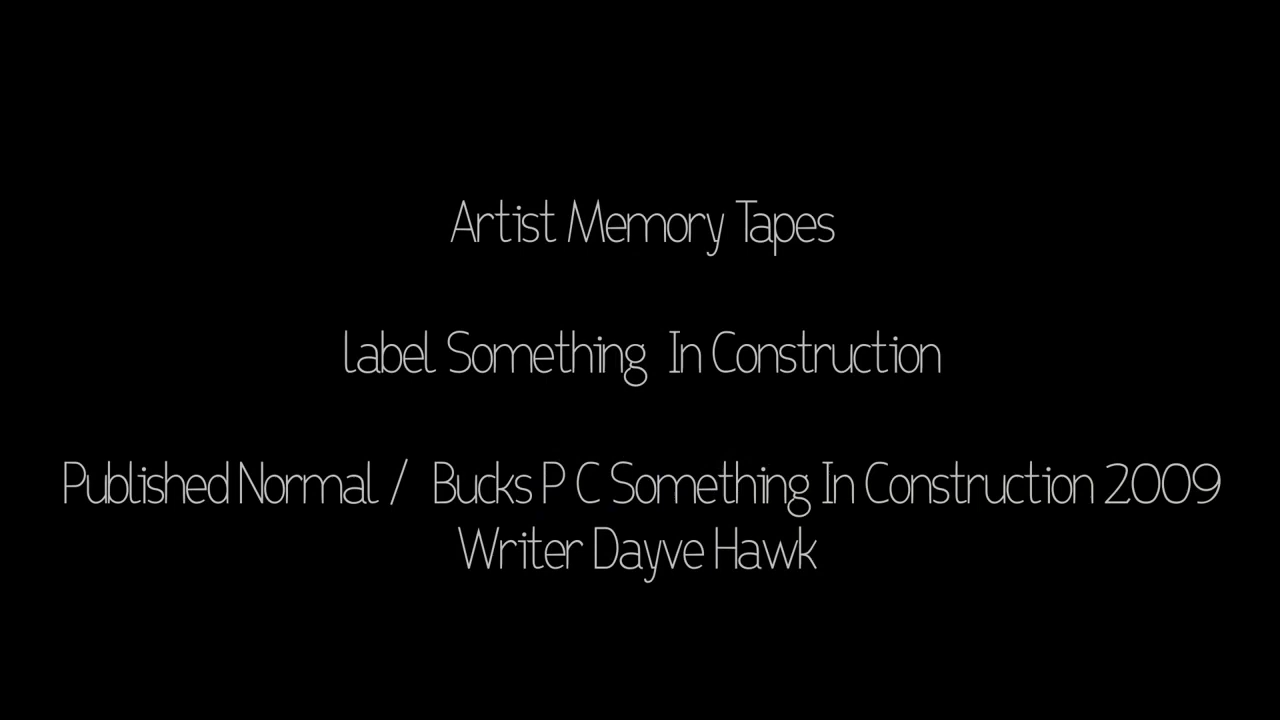 Artist Memory Tapes
Label Something In Construction
Published Normal / Bucks P C Something In Construction 2009
Writer Dayve Hawk